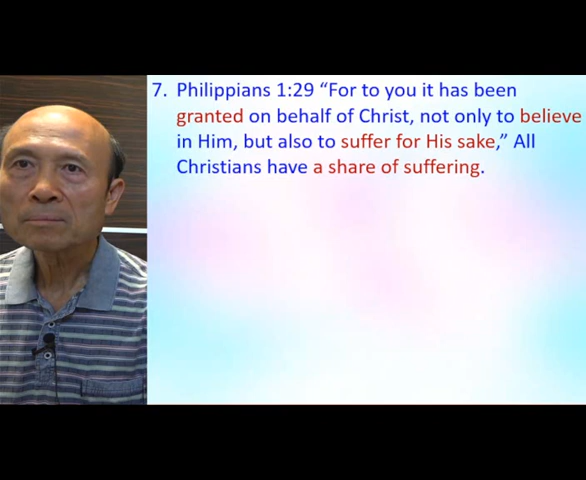 7. Philippians 1:29 “For to you it has been
granted on behalf of Christ, not only to believe
in Him, but also to suffer for His sake,” All
Christians have a share of suffering.